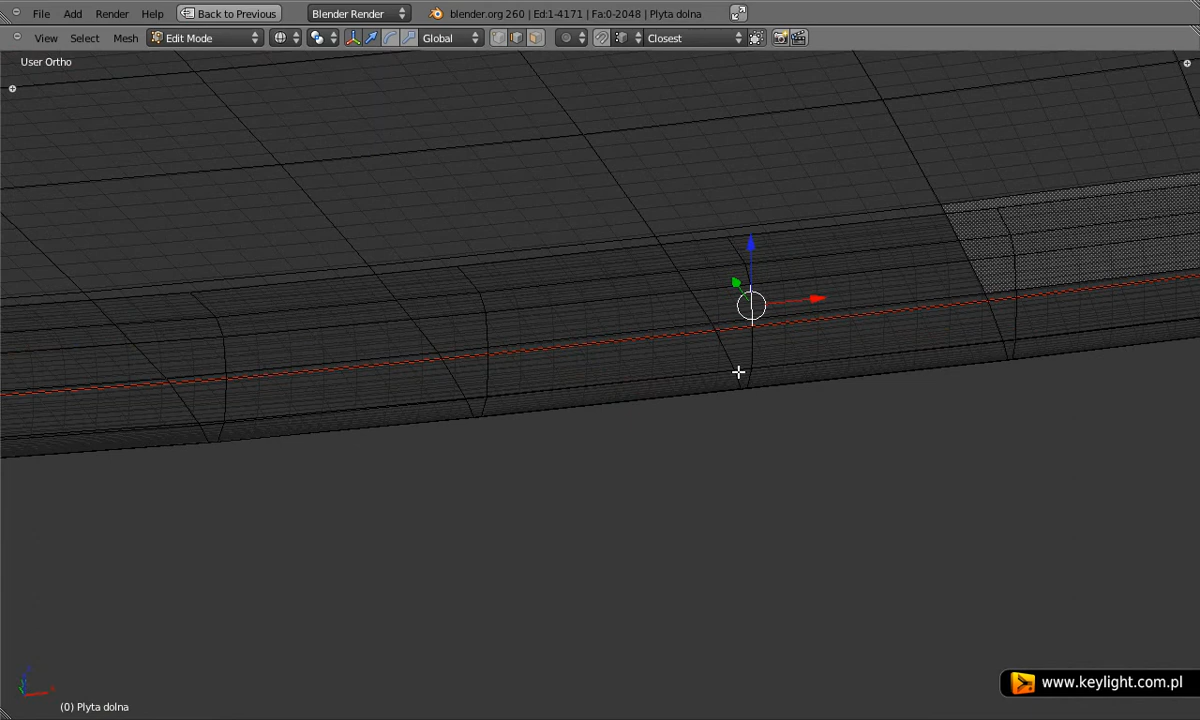 File Add Render Help Back to Previous Blender Render blender.org 260 | Ed:1-4171 | Fa:0-2048 | Plyta dolna
View Select Mesh Edit Mode Global Closest
User Ortho
www.keylight.com.pl
(0) Plyta dolna